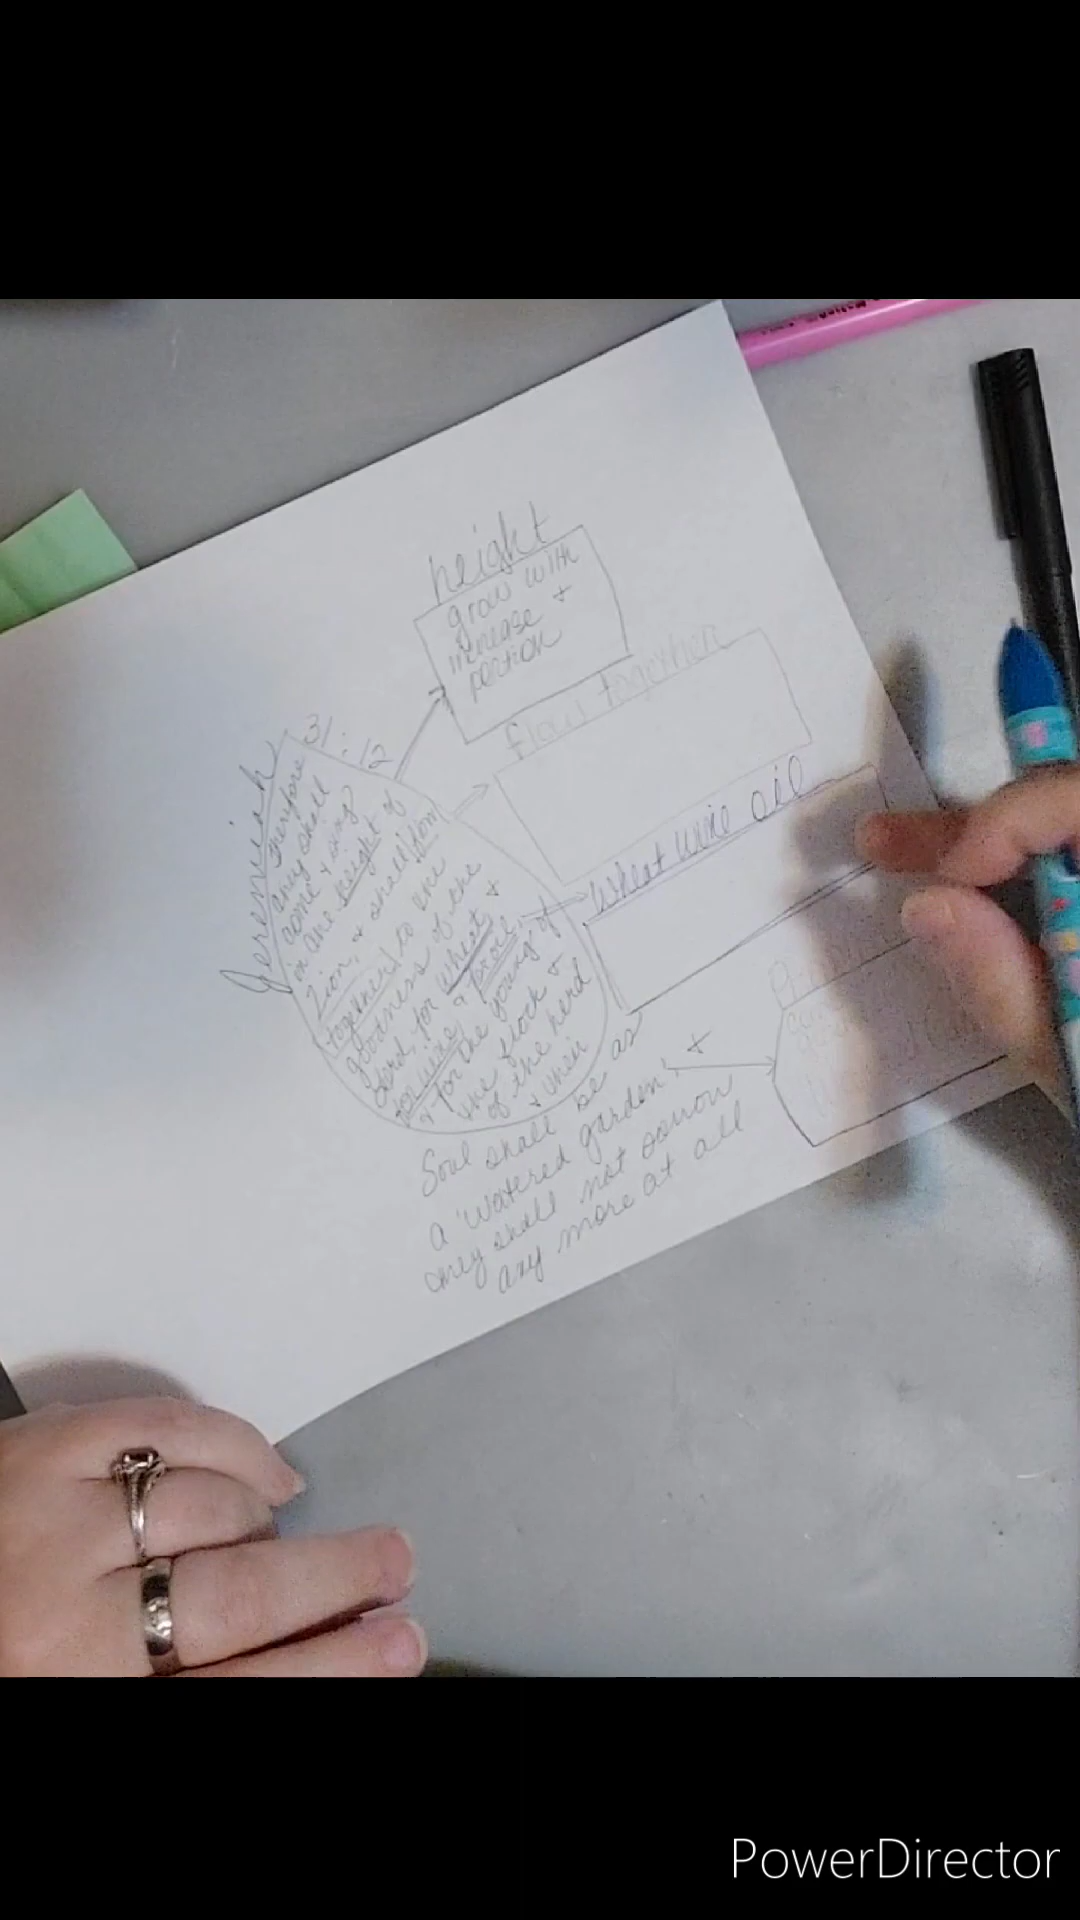 Jeremiah 31:12
Therefore
they shall
come & sing
in the height of
Zion, & shall flow
together to the
goodness of the
Lord, for wheat &
for wine, &
& for the young of
the flock &
of the herd
& their
Soul shall be as
a watered garden, &
they shall not sorrow
any more at all
height
grow with
increase &
portion
flow together
wheat wine oil
PowerDirector